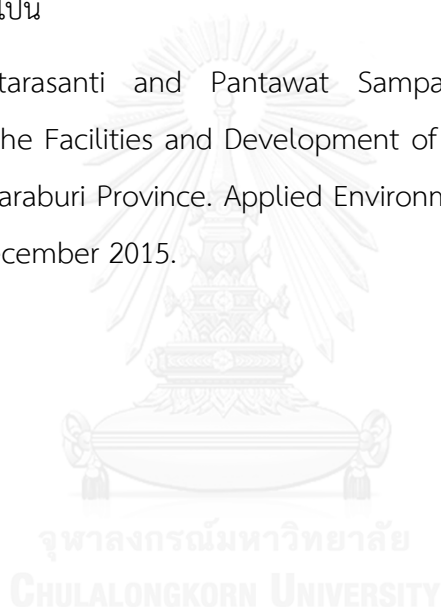 เป็น
tarasanti and Pantawat Sampa
he Facilities and Development of
araburi Province. Applied Environn
ecember 2015.
จุฬาลงกรณ์มหาวิทยาลัย
CHULALONGKORN UNIVERSITY